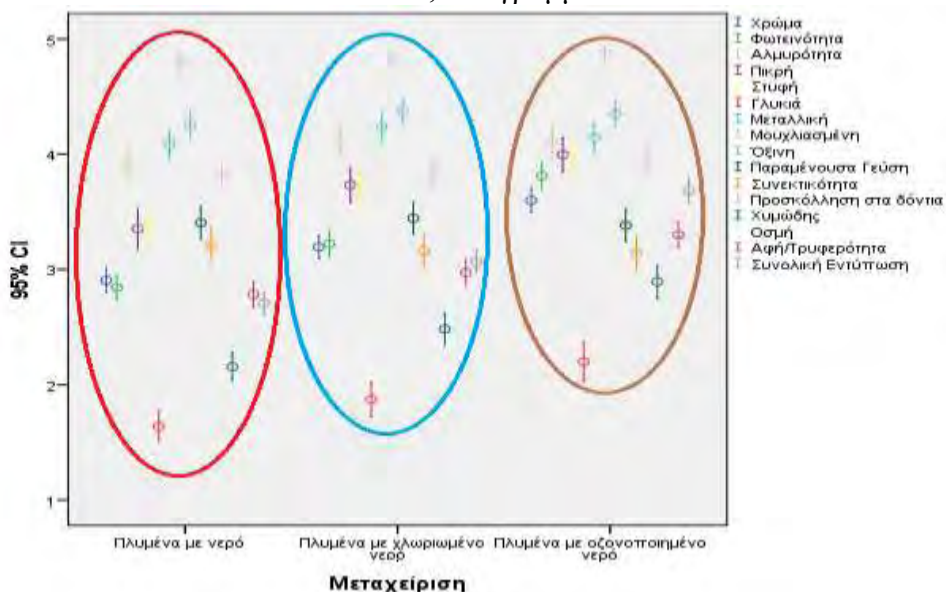 95% CI
5
4
3
2
1
Πλυμένα με νερό
Πλυμένα με χλωριωμένο νερό
Πλυμένα με οζονοποιημένο νερό
Μεταχείριση
Χρώμα
Φωτεινότητα
Αλμυρότητα
Πικρή
Στυφή
Γλυκιά
Μεταλλική
Μουχλιασμένη
Όξινη
Παραμένουσα Γεύση
Συνεκτικότητα
Προσκόλληση στα δόντια
Χυμώδης
Οσμή
Αφή/Τρυφερότητα
Συνολική Εντύπωση